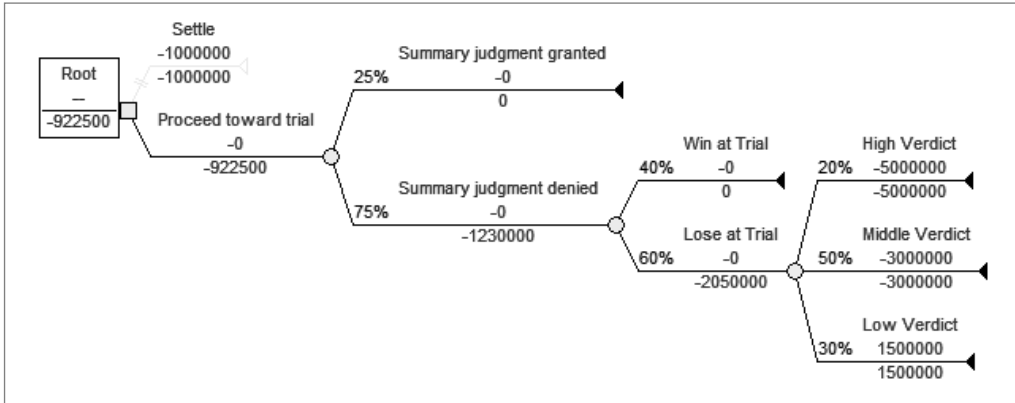 Root
---
-922500
Settle
-1000000
-1000000
Proceed toward trial
-0
-922500
25%
Summary judgment granted
-0
0
75%
Summary judgment denied
-0
-1230000
40%
Win at Trial
-0
0
60%
Lose at Trial
-0
-2050000
20%
High Verdict
-5000000
-5000000
50%
Middle Verdict
-3000000
-3000000
30%
Low Verdict
1500000
1500000